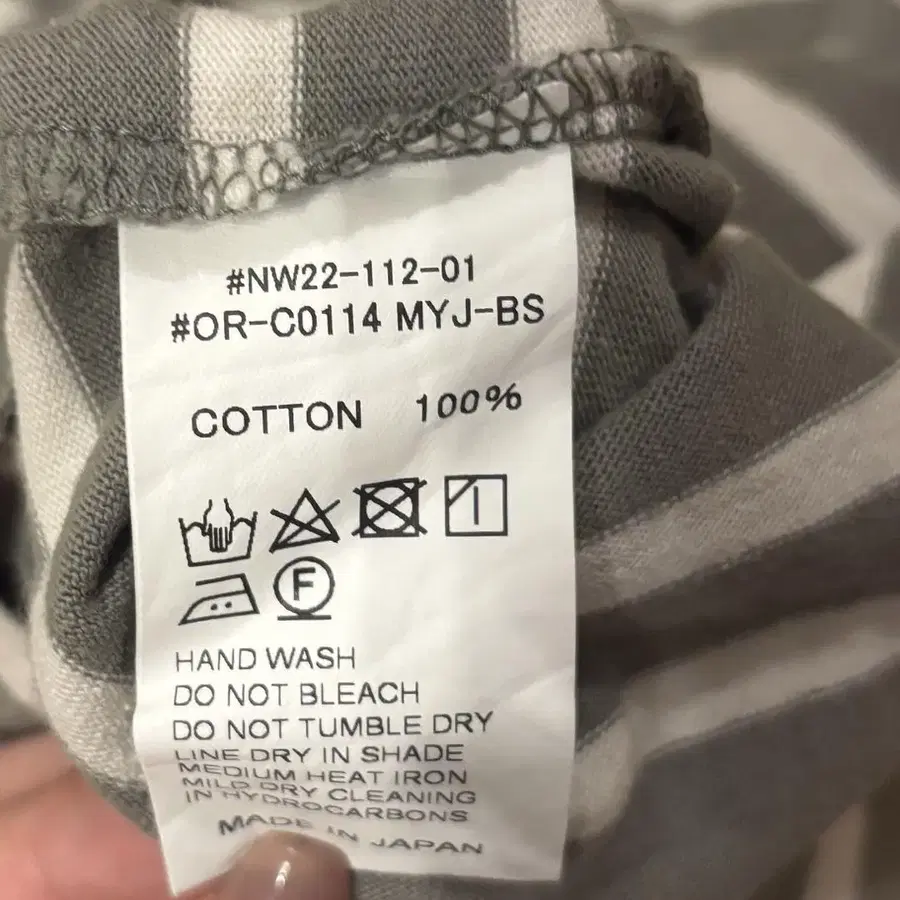 #NW22-112-01
#OR-C0114 MYJ-BS
COTTON 100%
F
HAND WASH
DO NOT BLEACH
DO NOT TUMBLE DRY
LINE DRY IN SHADE
MEDIUM HEAT IRON
MILD DRY CLEANING
IN HYDROCARBONS
MADE IN JAPAN